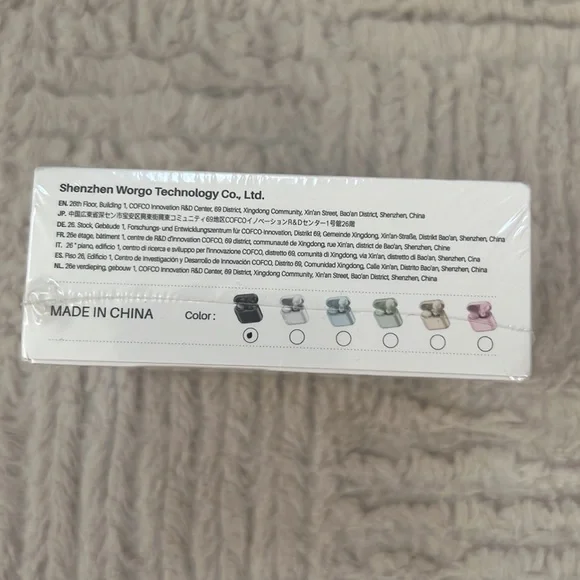 Shenzhen Worgo Technology Co., Ltd.
EN. 26th Floor, Building 1, COFCO Innovation R&D Center, 69 District, Xingdong Community, Xin'an Street, Bao'an District, Shenzhen, China
JP. 中国広東省深セン市宝安区興東街興東コミュニティ69地区COFCOイノベーションR&Dセンター1号館26階
DE. 26. Stock, Gebäude 1, Forschungs- und Entwicklungszentrum für COFCO-Innovation, Distrikt 69, Gemeinde Xingdong, Xin'an-Straße, Distrikt Bao'an, Shenzhen, China
FR. 26e étage, bâtiment 1, centre de R&D d'innovation COFCO, 69 district, communauté de Xingdong, rue Xin'an, district de Bao'an, Shenzhen, Chine
IT. 26 ° piano, edificio 1, centro di ricerca e sviluppo per l'innovazione COFCO, distretto 69, comunità di Xingdong, via Xin'an, distretto di Bao'an, Shenzhen, Cina
ES. Piso 26, Edificio 1, Centro de Investigación y Desarrollo de Innovación COFCO, Distrito 69, Comunidad Xingdong, Calle Xin'an, Distrito Bao'an, Shenzhen, China
NL. 26e verdieping, gebouw 1, COFCO Innovation R&D Center, 69 District, Xingdong Community, Xin'an Street, Bao'an District, Shenzhen, China
MADE IN CHINA Color :